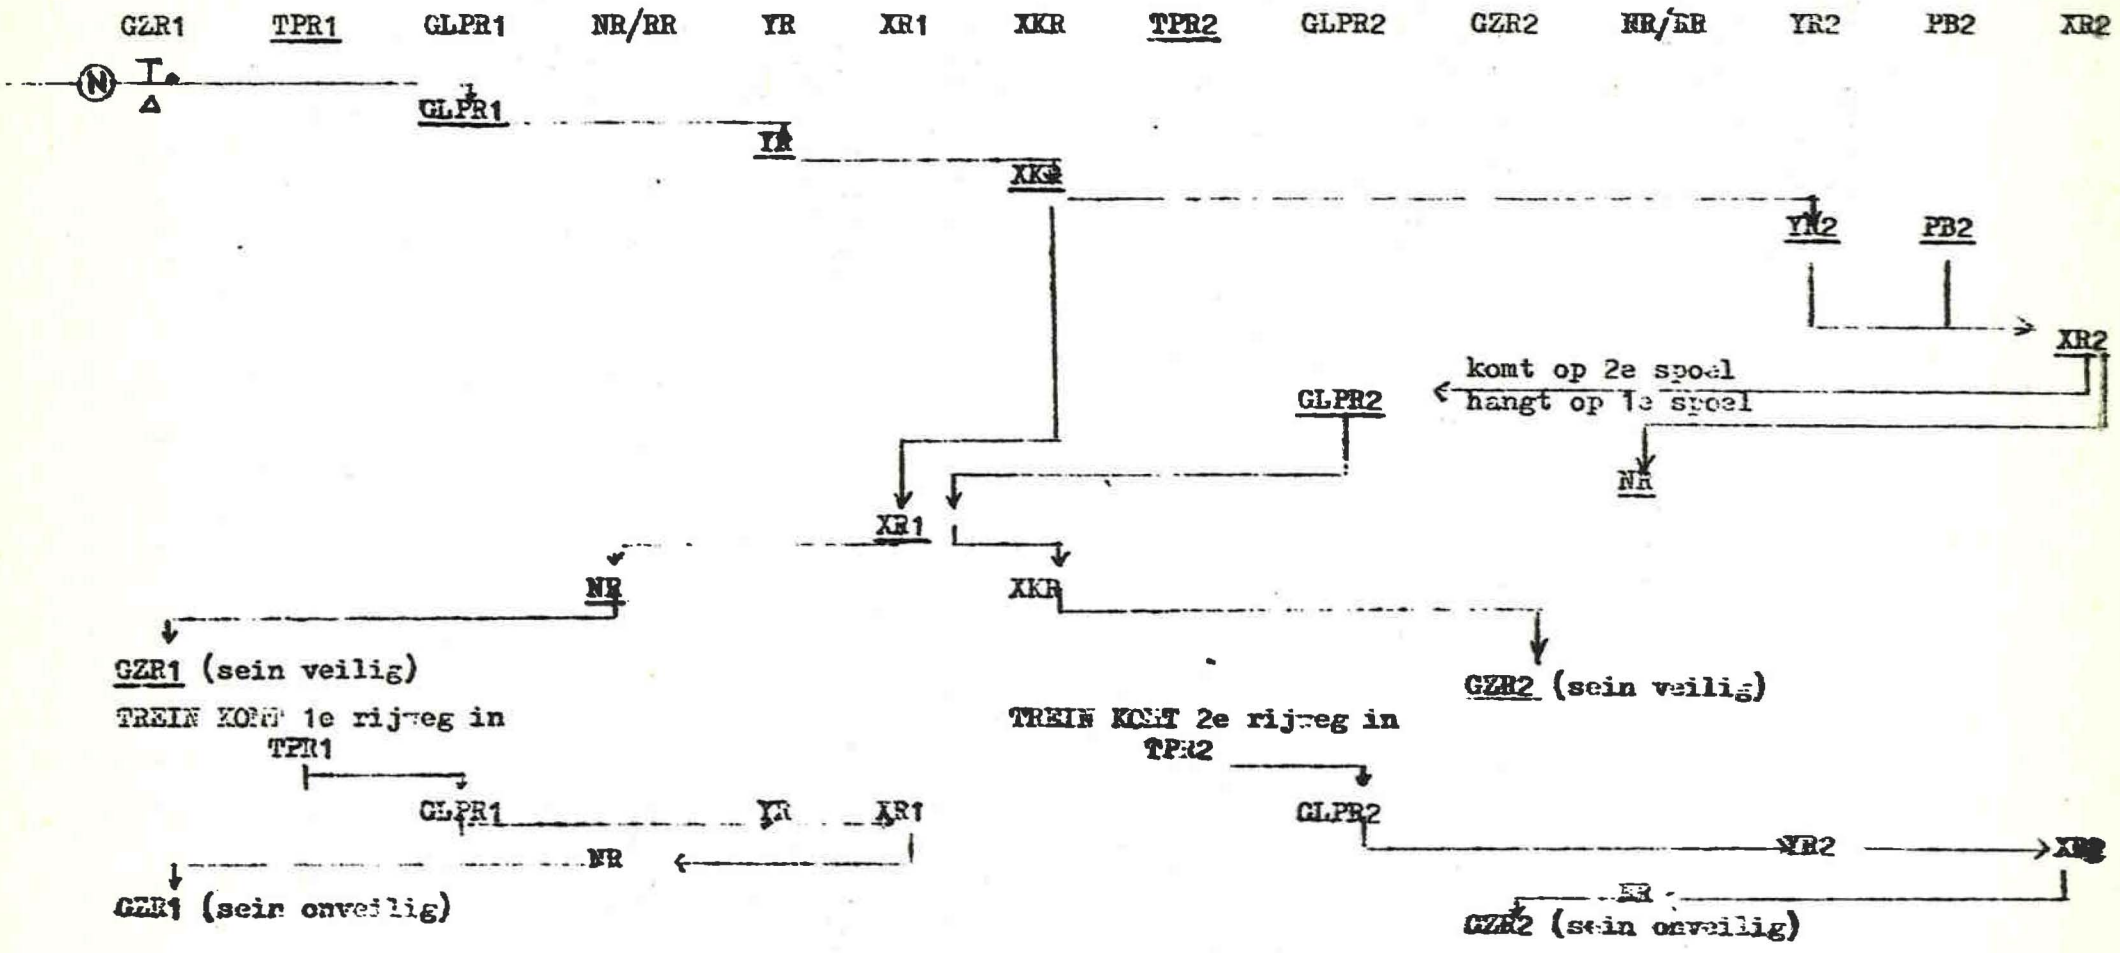 GZR1 TPR1 GLPR1 NR/RR YR XR1 XKR TPR2 GLPR2 GZR2 NR/RR YR2 PB2 XR2
N T
GLPR1
YR
XKR
YR2 PB2
XR2
komt op 2e spoel
GLPR2 hangt op 1e spoel
NR
XR1
NR XKR
GZR1 (sein veilig)
GZR2 (sein veilig)
TREIN KOMT 1e rijweg in TREIN KOMT 2e rijweg in
TPR1 TPR2
GLPR1 YR XR1 GLPR2
NR YR2 XR2
GZR1 (sein onveilig) NR
GZR2 (sein onveilig)